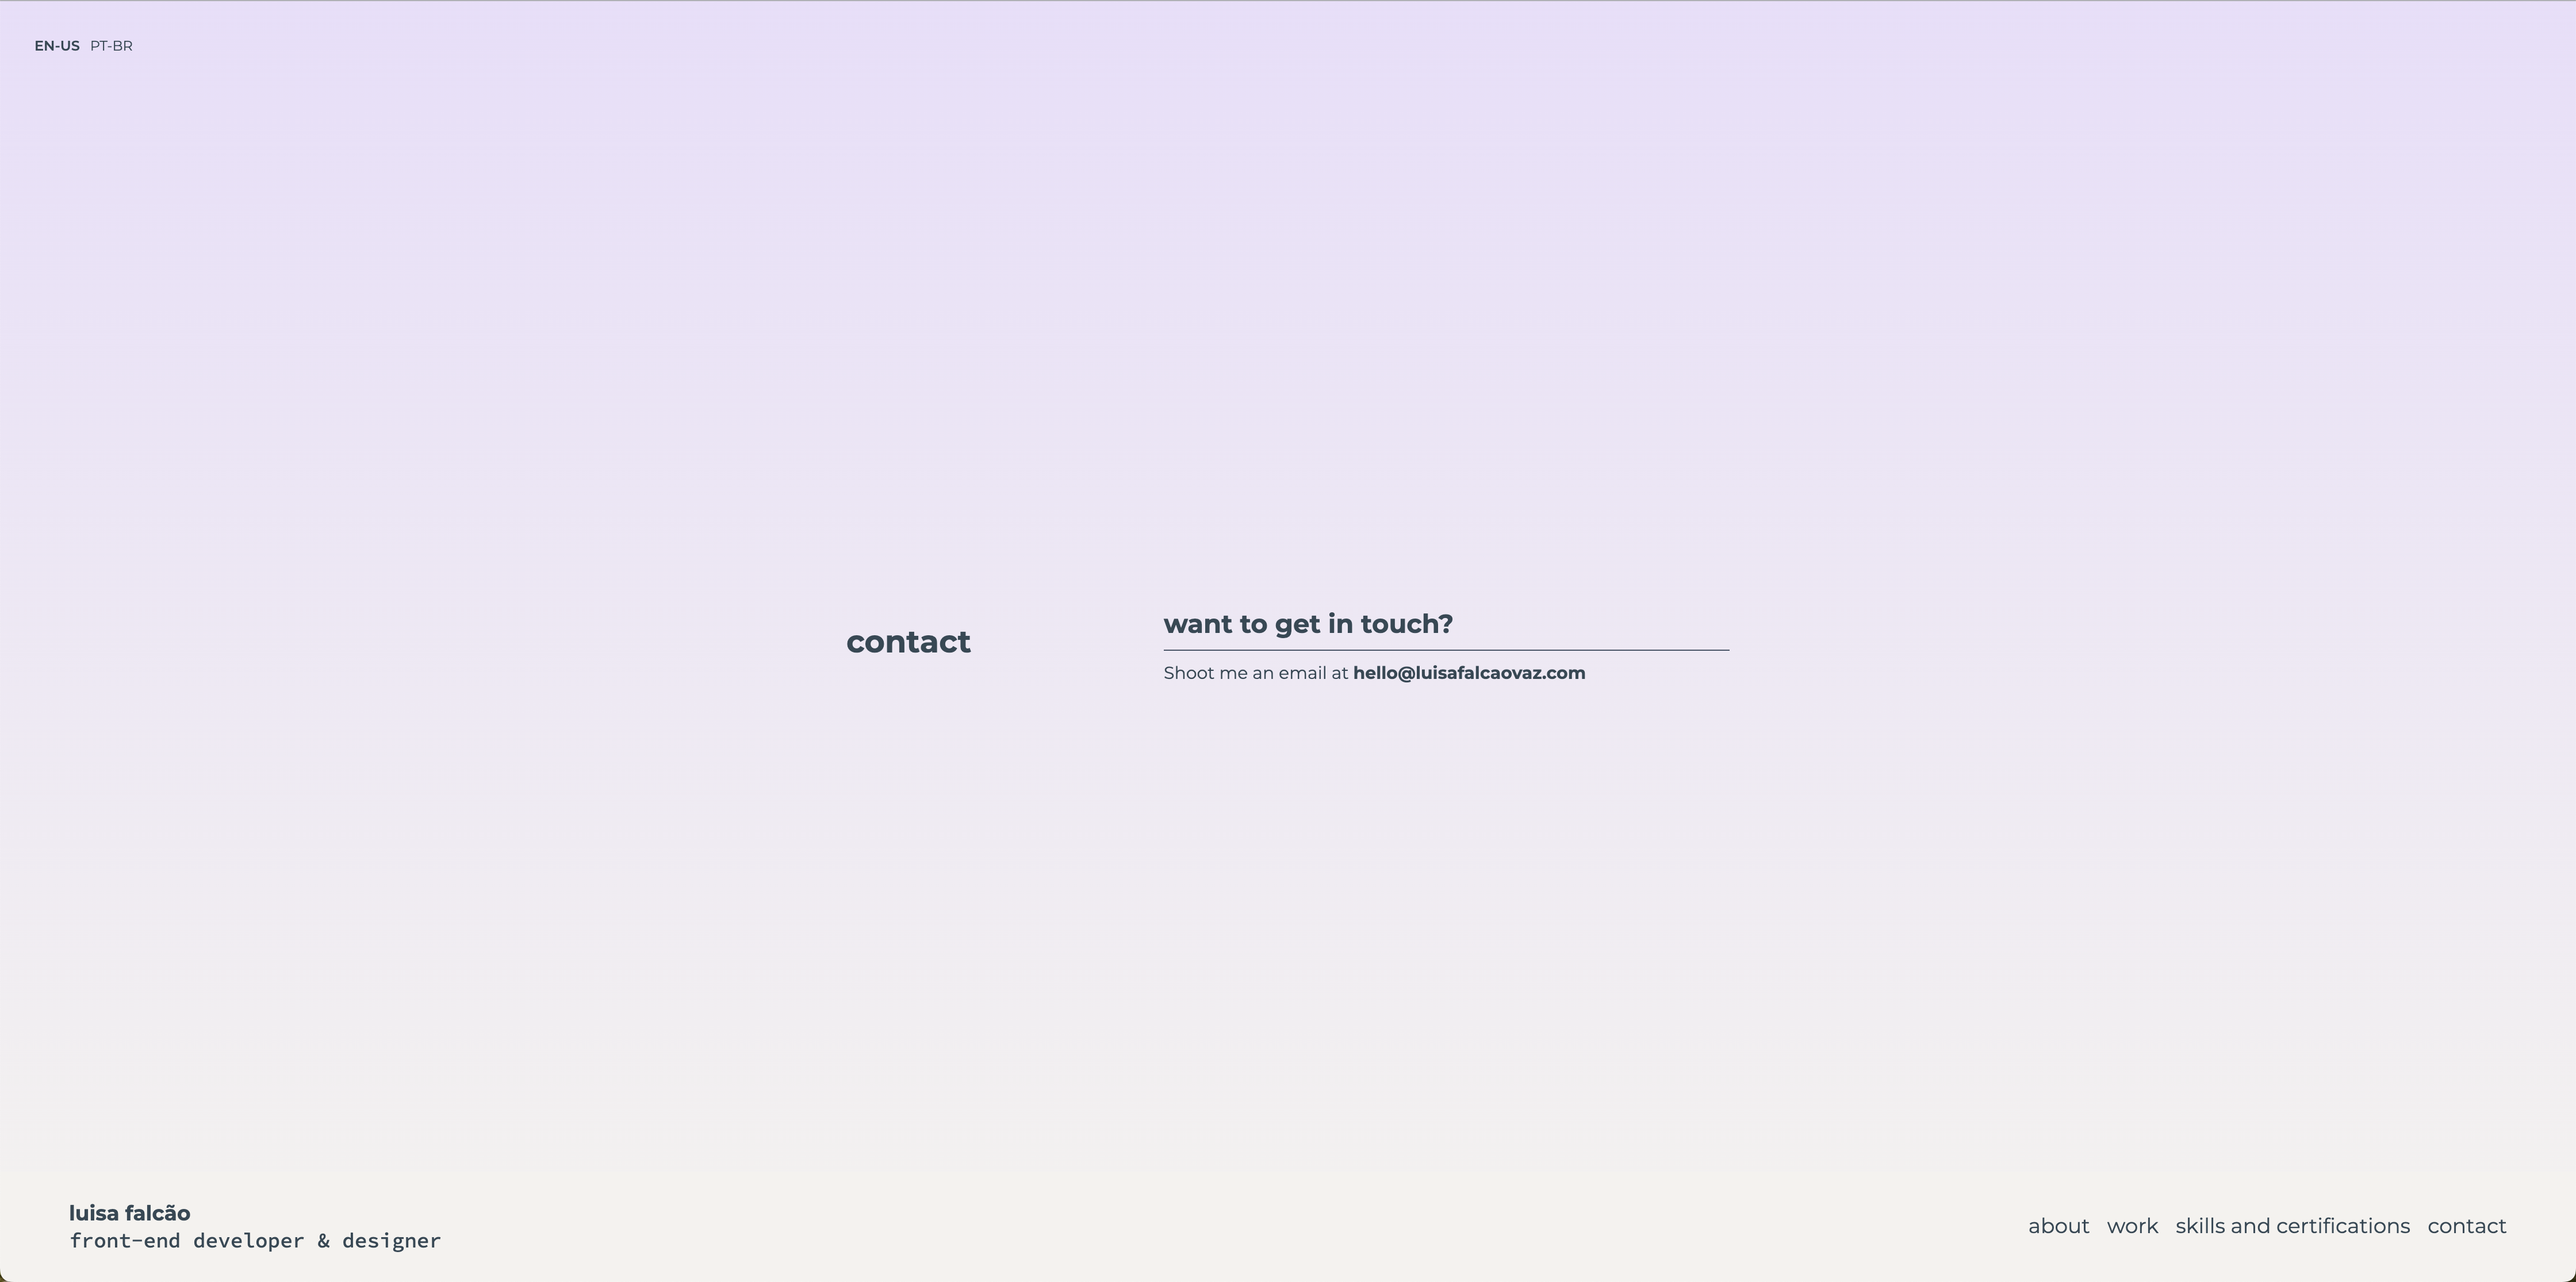 EN-US PT-BR
contact
want to get in touch?
Shoot me an email at hello@luisafalcaovaz.com
luisa falcão
front-end developer & designer
about work skills and certifications contact